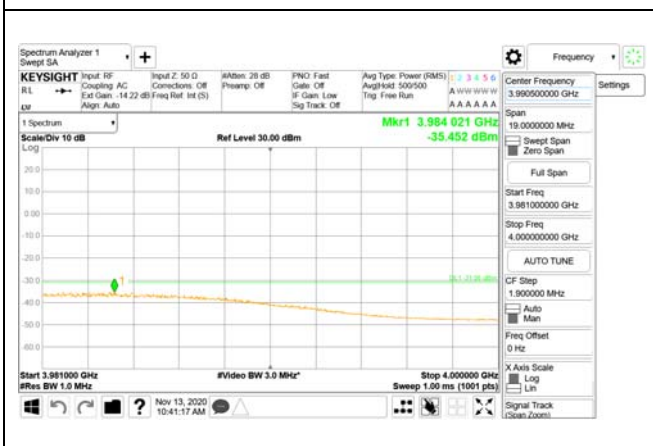 Spectrum Analyzer 1
Swept SA
Frequency
KEYSIGHT
RL
Input: RF
Coupling: AC
Ext Gain: -14.22 dB
Align: Auto
Input Z: 50 Ω
Corrections: Off
Freq Ref: Int (S)
#Atten: 28 dB
Preamp: Off
PNO: Fast
Gate: Off
IF Gain: Low
Sig Track: Off
Avg Type: Power (RMS)
Avg|Hold: 500/500
Trig: Free Run
1 2 3 4 5 6
A W W W W W
A A A A A A
Center Frequency
3.990500000 GHz
Settings
1 Spectrum
Mkr1 3.984 021 GHz
Scale/Div 10 dB
Ref Level 30.00 dBm
-35.452 dBm
Log
20.0
10.0
0.00
-10.0
-20.0
-30.0
-40.0
-50.0
-60.0
1
Span
19.0000000 MHz
Swept Span
Zero Span
Full Span
Start Freq
3.981000000 GHz
Stop Freq
4.000000000 GHz
AUTO TUNE
CF Step
1.900000 MHz
Auto
Man
Freq Offset
0 Hz
X Axis Scale
Log
Lin
Signal Track
(Span Zoom)
Start 3.981000 GHz
#Video BW 3.0 MHz*
Stop 4.000000 GHz
#Res BW 1.0 MHz
Sweep 1.00 ms (1001 pts)
Nov 13, 2020
10:41:17 AM